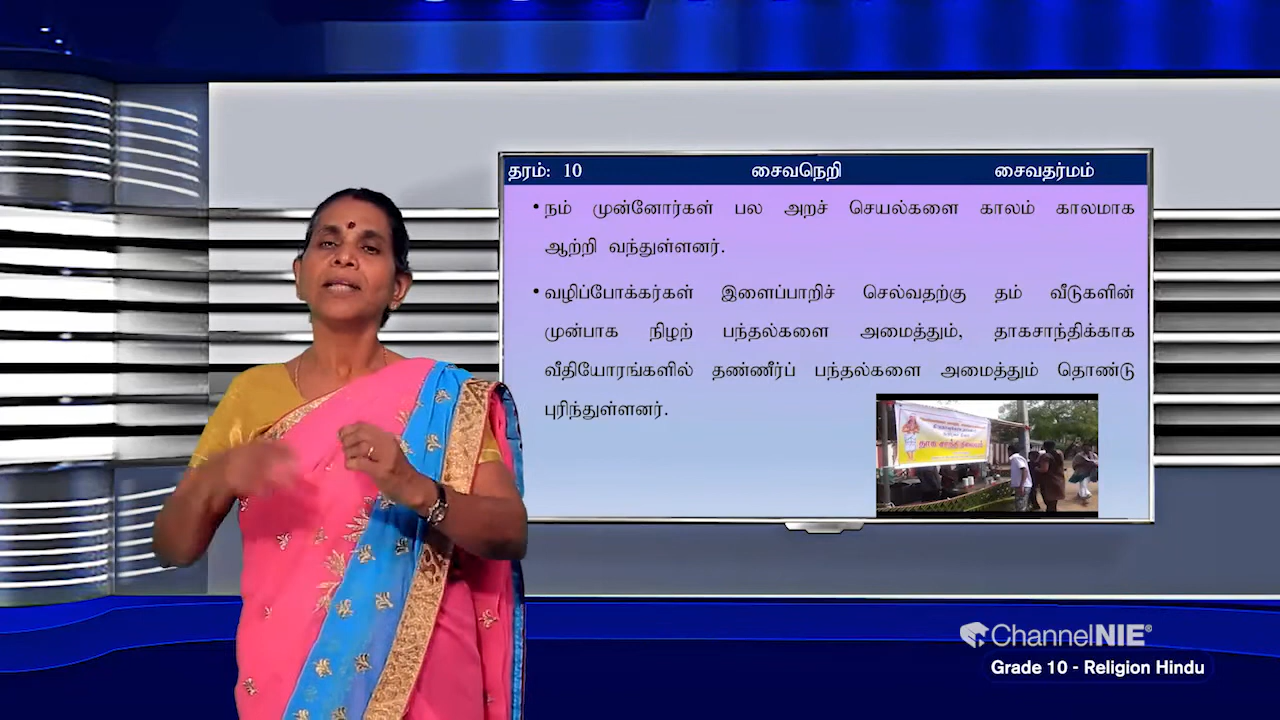 தரம்: 10 சைவநெறி சைவதர்மம்
• நம் முன்னோர்கள் பல அறச் செயல்களை காலம் காலமாக
ஆற்றி வந்துள்ளனர்.
• வழிப்போக்கர்கள் இளைப்பாறிச் செல்வதற்கு தம் வீடுகளின்
முன்பாக நிழற் பந்தல்களை அமைத்தும், தாகசாந்திக்காக
வீதியோரங்களில் தண்ணீர்ப் பந்தல்களை அமைத்தும் தொண்டு
புரிந்துள்ளனர்.
தாக சாந்தி நிலையம்
ChannelNIE®
Grade 10 - Religion Hindu